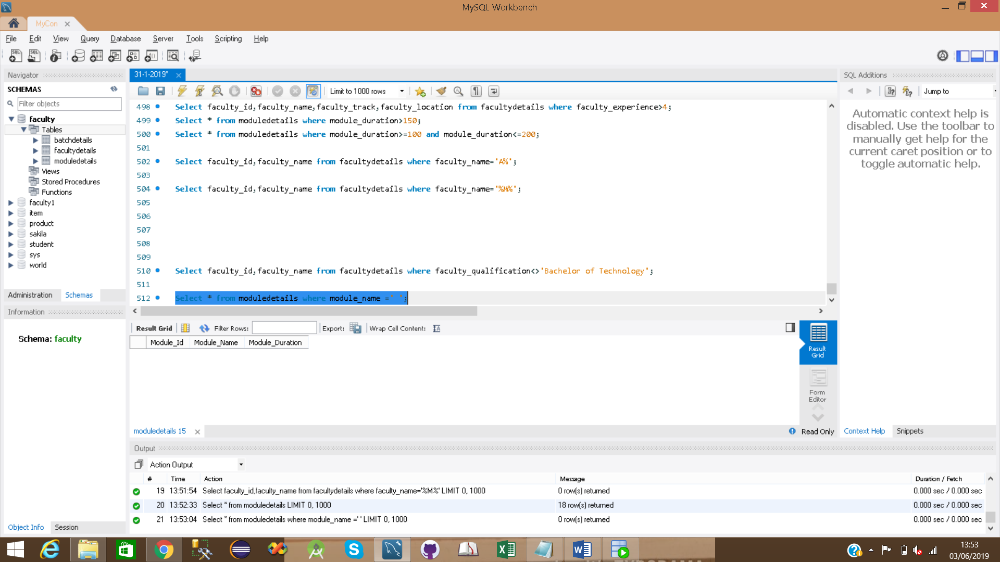 MySQL Workbench
MyCon
File Edit View Query Database Server Tools Scripting Help
Navigator
SCHEMAS
Filter objects
faculty
Tables
batchdetails
facultydetails
moduledetails
Views
Stored Procedures
Functions
faculty1
item
product
sakila
student
sys
world
Administration Schemas
Information
Schema: faculty
Object Info Session
31-1-2019*
Limit to 1000 rows
498 Select faculty_id,faculty_name,faculty_track,faculty_location from facultydetails where faculty_experience>4;
499 Select * from moduledetails where module_duration>150;
500 Select * from moduledetails where module_duration>=100 and module_duration<=200;
501
502 Select faculty_id,faculty_name from facultydetails where faculty_name='A%';
503
504 Select faculty_id,faculty_name from facultydetails where faculty_name='%M%';
505
506
507
508
509
510 Select faculty_id,faculty_name from facultydetails where faculty_qualification<>'Bachelor of Technology';
511
512 Select * from moduledetails where module_name =' ';
Result Grid Filter Rows: Export: Wrap Cell Content:
Module_Id Module_Name Module_Duration
Result
Grid
Form
Editor
moduledetails 15
Read Only
SQL Additions
Jump to
Automatic context help is
disabled. Use the toolbar to
manually get help for the
current caret position or to
toggle automatic help.
Context Help Snippets
Output
Action Output
# Time Action Message Duration / Fetch
19 13:51:54 Select faculty_id,faculty_name from facultydetails where faculty_name='%M%' LIMIT 0, 1000 0 row(s) returned 0.000 sec / 0.000 sec
20 13:52:33 Select * from moduledetails LIMIT 0, 1000 18 row(s) returned 0.000 sec / 0.000 sec
21 13:53:04 Select * from moduledetails where module_name =' ' LIMIT 0, 1000 0 row(s) returned 0.000 sec / 0.000 sec
13:53
03/06/2019